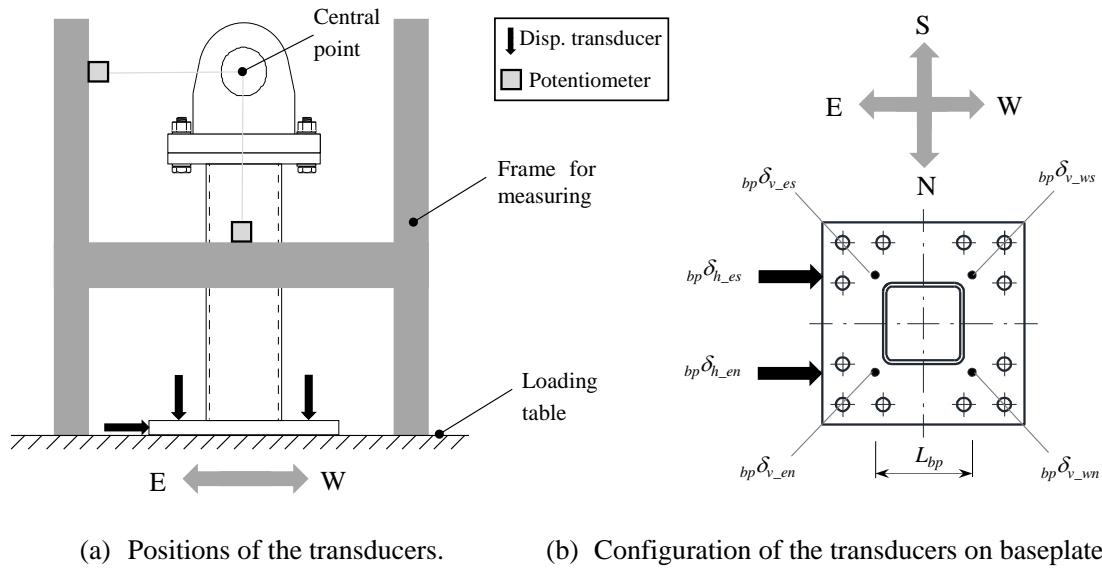 Central
point
Disp. transducer
Potentiometer
Frame for
measuring
Loading
table
E
W
S
E
W
N
bpδv_es
bpδv_ws
bpδh_es
bpδh_en
bpδv_en
Lbp
bpδv_wn
(a) Positions of the transducers.
(b) Configuration of the transducers on baseplate